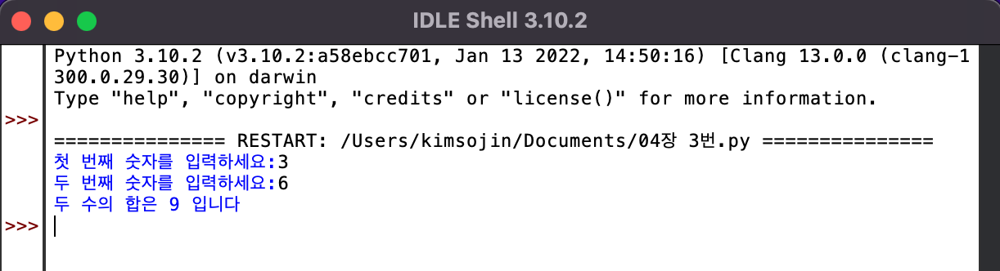 IDLE Shell 3.10.2
Python 3.10.2 (v3.10.2:a58ebcc701, Jan 13 2022, 14:50:16) [Clang 13.0.0 (clang-1
300.0.29.30)] on darwin
Type "help", "copyright", "credits" or "license()" for more information.
>>>
=============== RESTART: /Users/kimsojin/Documents/04장 3번.py ===============
첫 번째 숫자를 입력하세요:3
두 번째 숫자를 입력하세요:6
두 수의 합은 9 입니다
>>>